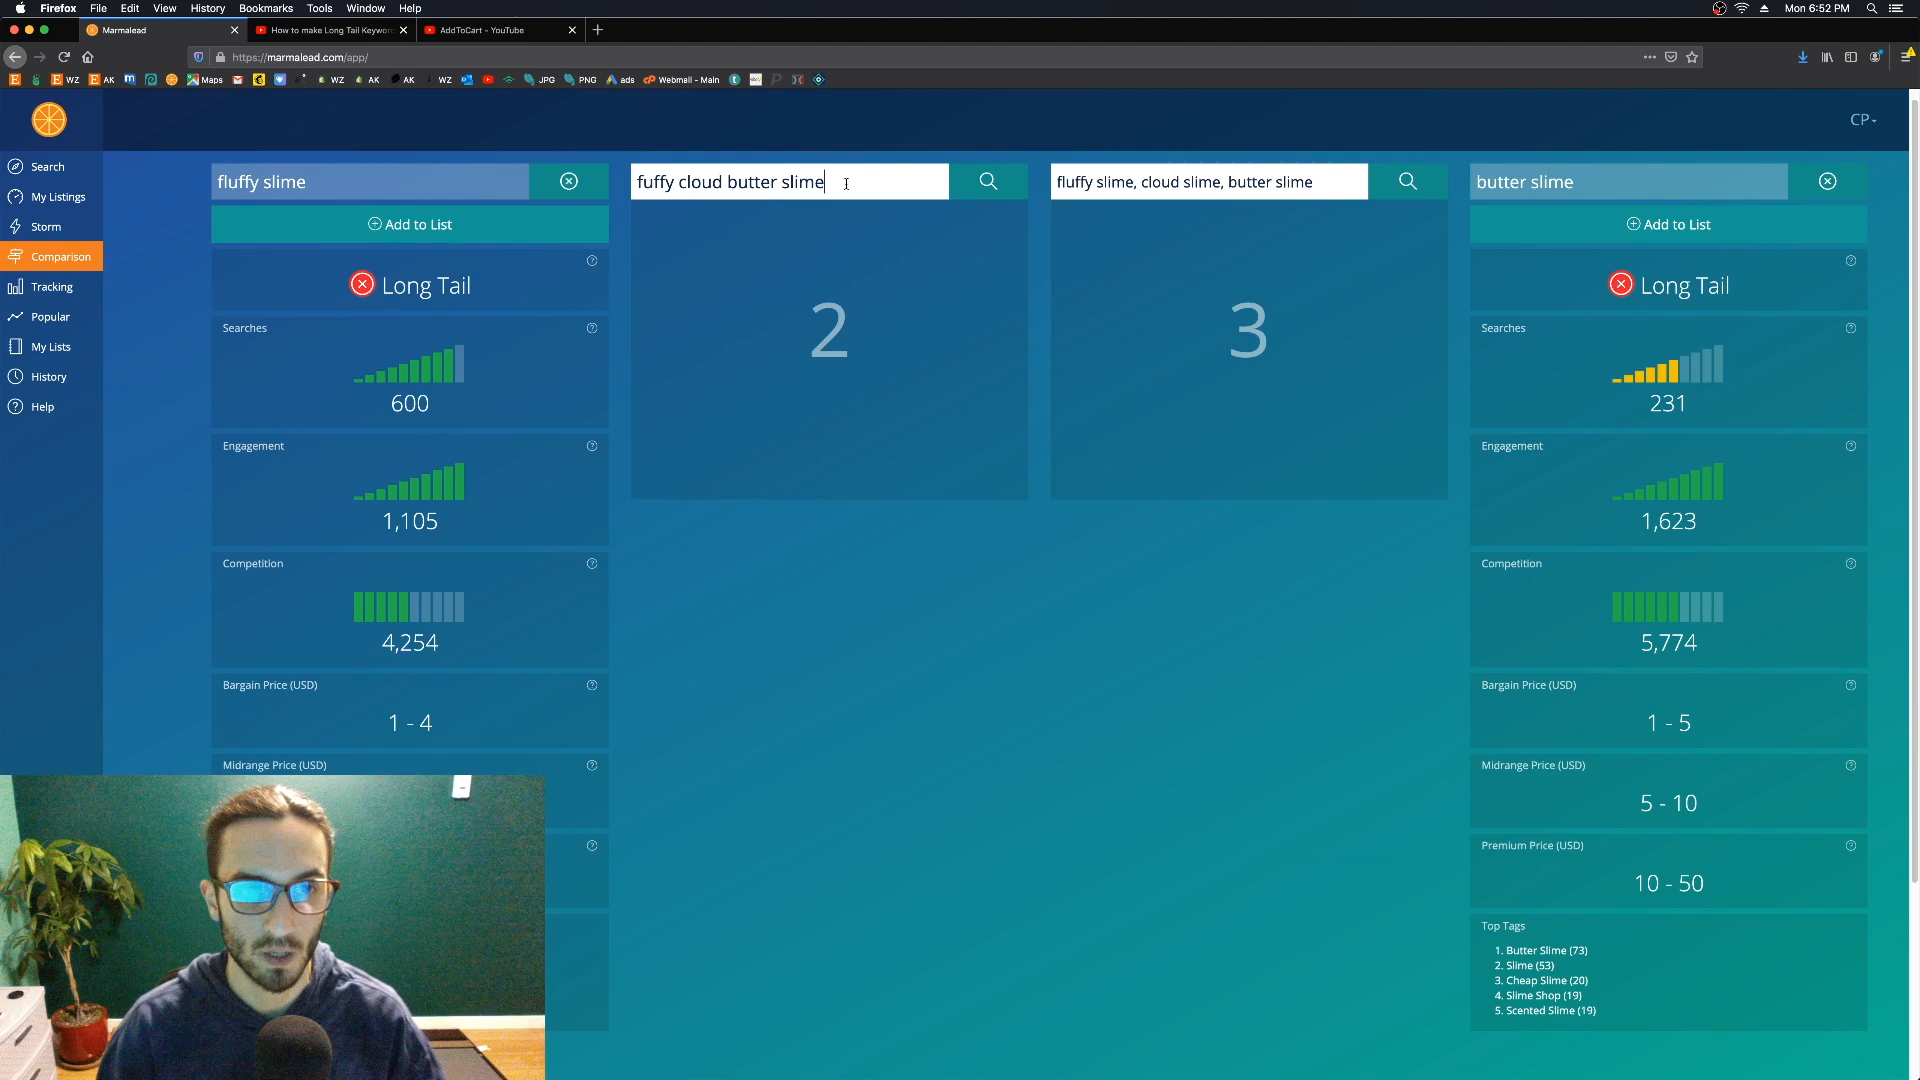 Firefox File Edit View History Bookmarks Tools Window Help Mon 6:52 PM
Marmalead How to make Long Tail Keywor AddToCart - YouTube
https://marmalead.com/app/
WZ AK Maps WZ AK AK WZ JPG PNG ads Webmail - Main
CP
Search
My Listings
Storm
Comparison
Tracking
Popular
My Lists
History
Help
fluffy slime
Add to List
Long Tail
Searches
600
Engagement
1,105
Competition
4,254
Bargain Price (USD)
1 - 4
Midrange Price (USD)
fuffy cloud butter slime
2
fluffy slime, cloud slime, butter slime
3
butter slime
Add to List
Long Tail
Searches
231
Engagement
1,623
Competition
5,774
Bargain Price (USD)
1 - 5
Midrange Price (USD)
5 - 10
Premium Price (USD)
10 - 50
Top Tags
1. Butter Slime (73)
2. Slime (53)
3. Cheap Slime (20)
4. Slime Shop (19)
5. Scented Slime (19)